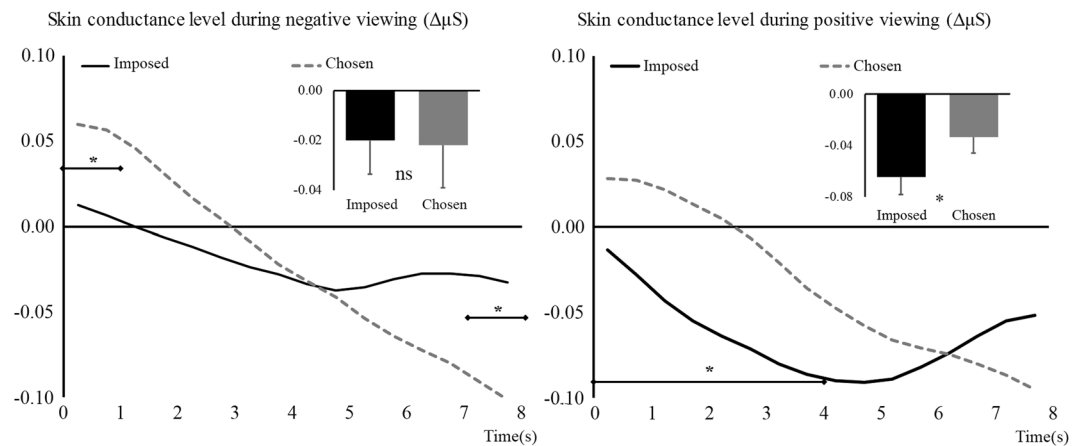 Skin conductance level during negative viewing (ΔμS)
0.10
Imposed
Chosen
0.05
*
0.00
-0.05
-0.10
0.00
-0.02
-0.04
ns
Imposed
Chosen
*
0 1 2 3 4 5 6 7 8
Time(s)
Skin conductance level during positive viewing (ΔμS)
0.10
Imposed
Chosen
0.05
0.00
-0.05
-0.10
0.00
-0.04
-0.08
*
Imposed
Chosen
*
0 1 2 3 4 5 6 7 8
Time(s)